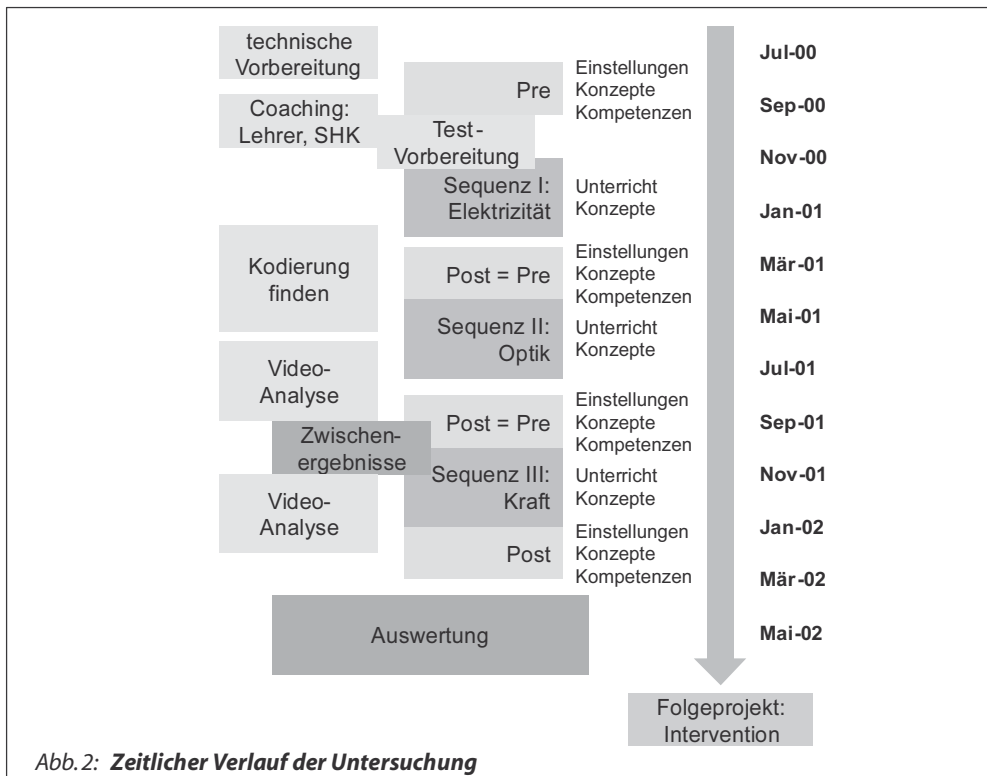 technische
Vorbereitung
Jul-00
Pre
Einstellungen
Konzepte
Kompetenzen
Sep-00
Coaching:
Lehrer, SHK
Test-
Vorbereitung
Nov-00
Sequenz I:
Elektrizität
Unterricht
Konzepte
Jan-01
Kodierung
finden
Post = Pre
Einstellungen
Konzepte
Kompetenzen
Mär-01
Mai-01
Sequenz II:
Optik
Unterricht
Konzepte
Jul-01
Video-
Analyse
Post = Pre
Einstellungen
Konzepte
Kompetenzen
Sep-01
Zwischen-
ergebnisse
Sequenz III:
Kraft
Unterricht
Konzepte
Nov-01
Video-
Analyse
Jan-02
Post
Einstellungen
Konzepte
Kompetenzen
Mär-02
Auswertung
Mai-02
Folgeprojekt:
Intervention
Abb. 2: Zeitlicher Verlauf der Untersuchung